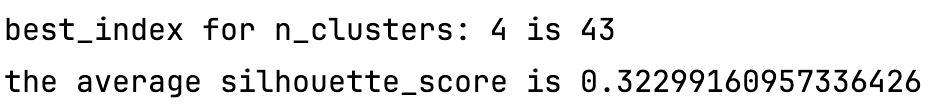 best_index for n_clusters: 4 is 43
the average silhouette_score is 0.32299160957336426